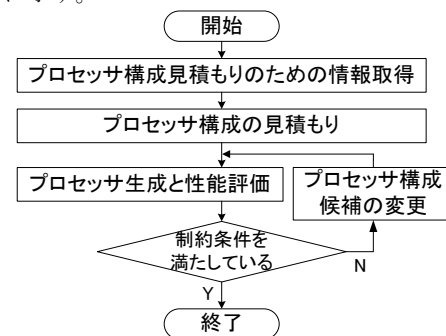 開始
プロセッサ構成見積もりのための情報取得
プロセッサ構成の見積もり
プロセッサ生成と性能評価
プロセッサ構成
候補の変更
制約条件を
満たしている
N
Y
終了